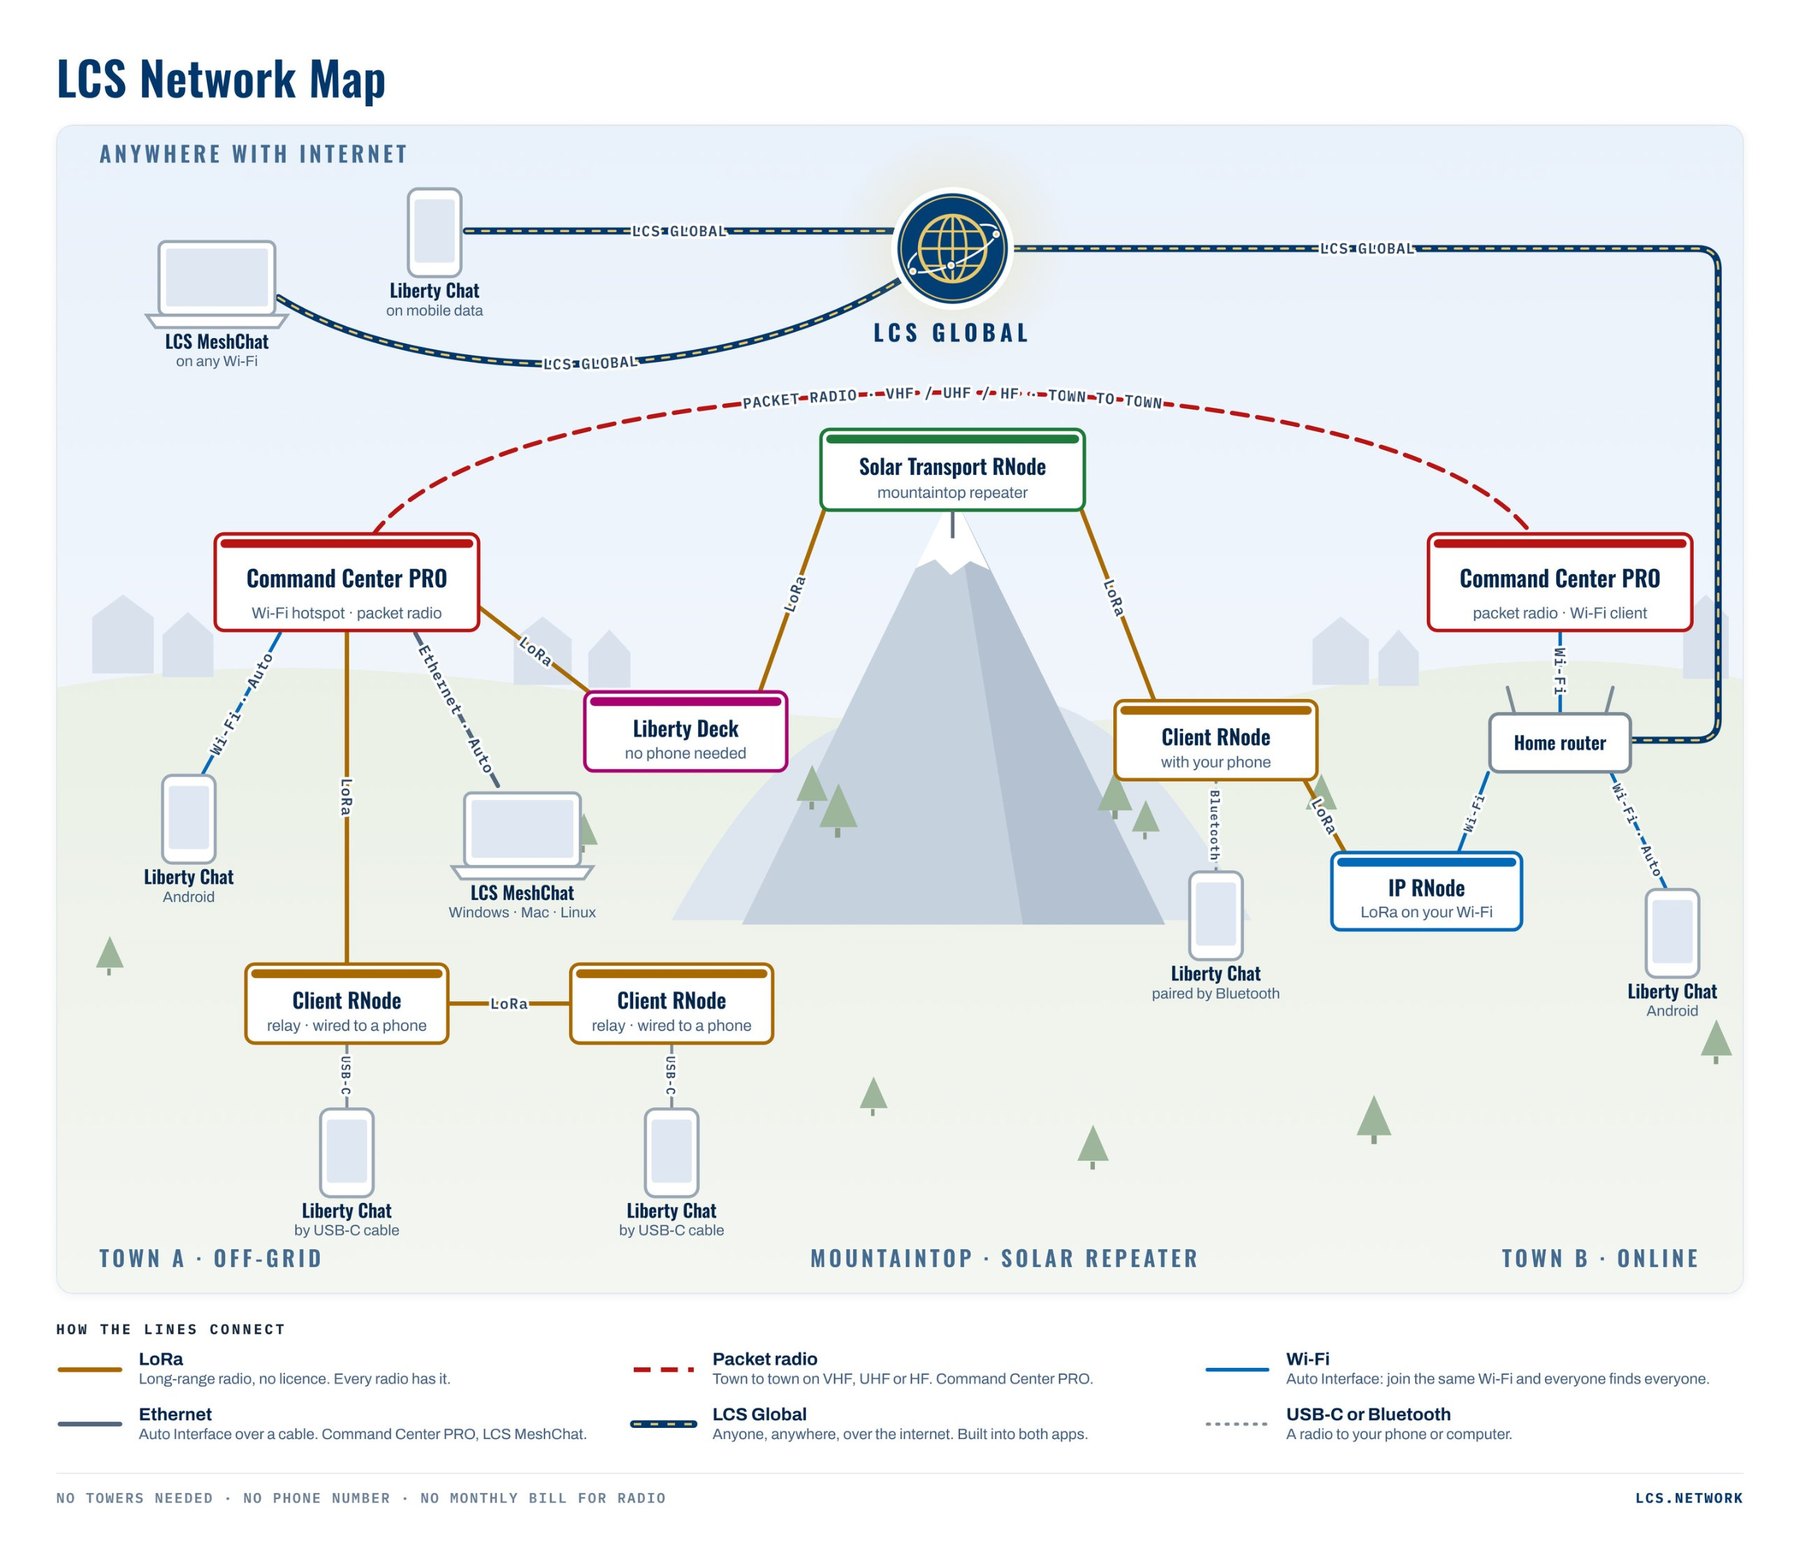 LCS Network Map
ANYWHERE WITH INTERNET
LCS GLOBAL
LCS GLOBAL
Liberty Chat
on mobile data
LCS MeshChat
on any Wi-Fi
LCS GLOBAL
LCS GLOBAL
PACKET RADIO · VHF / UHF / HF · TOWN TO TOWN
Solar Transport RNode
mountaintop repeater
Command Center PRO
Wi-Fi hotspot · packet radio
Command Center PRO
packet radio · Wi-Fi client
LoRa
LoRa
LoRa
Wi-Fi · Auto
Ethernet · Auto
Wi-Fi
Liberty Deck
no phone needed
Client RNode
with your phone
Home router
LoRa
Bluetooth
LoRa
Wi-Fi
Wi-Fi · Auto
Liberty Chat
Android
LCS MeshChat
Windows · Mac · Linux
IP RNode
LoRa on your Wi-Fi
Liberty Chat
paired by Bluetooth
Liberty Chat
Android
Client RNode
relay · wired to a phone
LoRa
Client RNode
relay · wired to a phone
USB-C
USB-C
Liberty Chat
by USB-C cable
Liberty Chat
by USB-C cable
TOWN A · OFF-GRID
MOUNTAINTOP · SOLAR REPEATER
TOWN B · ONLINE
HOW THE LINES CONNECT
LoRa
Long-range radio, no licence. Every radio has it.
Packet radio
Town to town on VHF, UHF or HF. Command Center PRO.
Wi-Fi
Auto Interface: join the same Wi-Fi and everyone finds everyone.
Ethernet
Auto Interface over a cable. Command Center PRO, LCS MeshChat.
LCS Global
Anyone, anywhere, over the internet. Built into both apps.
USB-C or Bluetooth
A radio to your phone or computer.
NO TOWERS NEEDED · NO PHONE NUMBER · NO MONTHLY BILL FOR RADIO
LCS.NETWORK